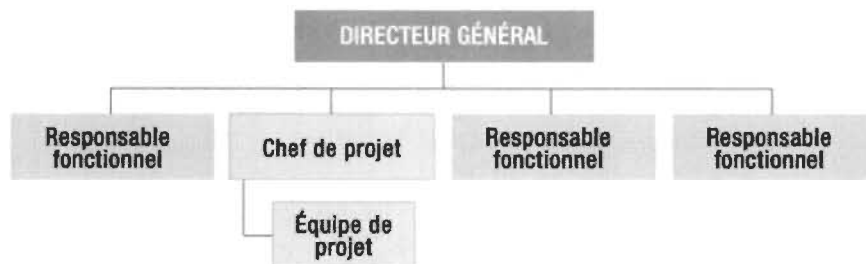 DIRECTEUR GÉNÉRAL
Responsable
fonctionnel
Chef de projet
Responsable
fonctionnel
Responsable
fonctionnel
Équipe de
projet